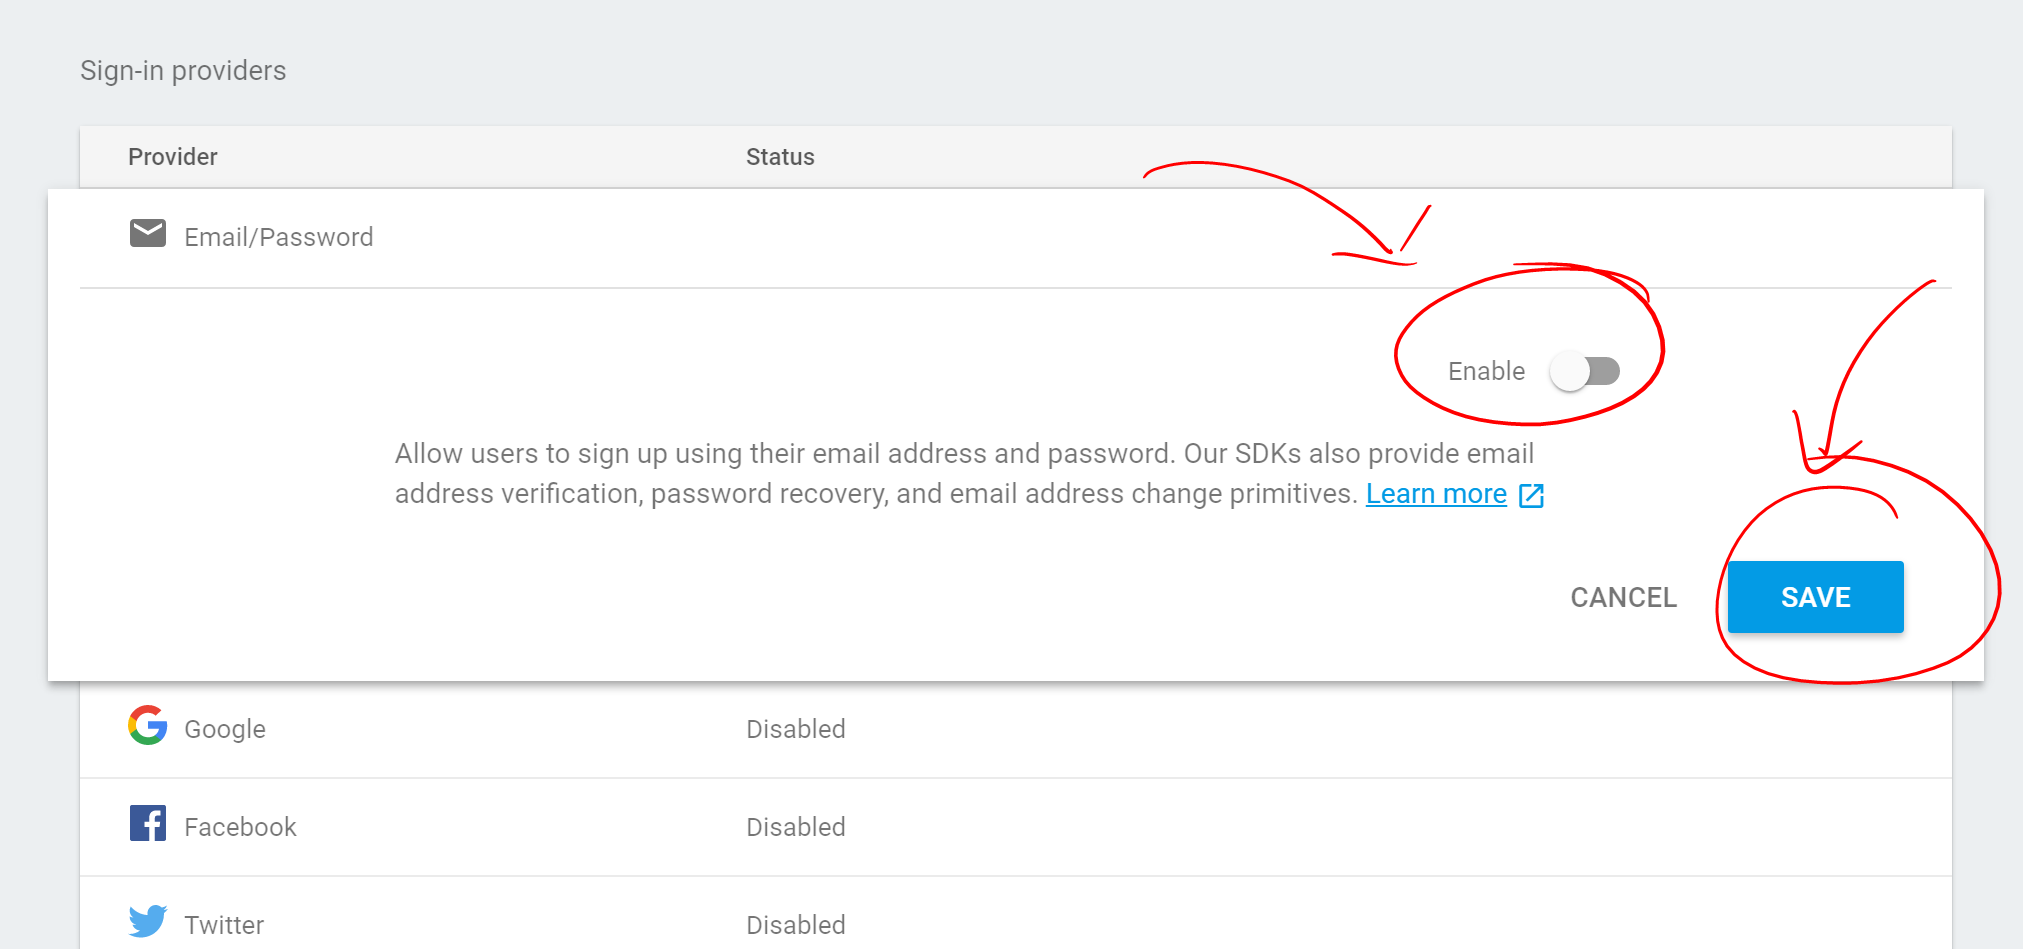 Sign-in providers
Provider Status
Email/Password
Enable
Allow users to sign up using their email address and password. Our SDKs also provide email
address verification, password recovery, and email address change primitives. Learn more
CANCEL SAVE
Google Disabled
Facebook Disabled
Twitter Disabled